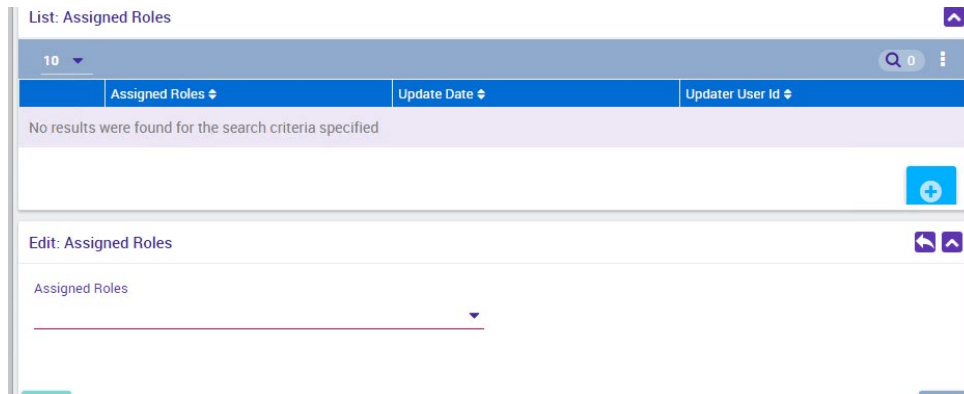 List: Assigned Roles
10
0
Assigned Roles Update Date Updater User Id
No results were found for the search criteria specified
Edit: Assigned Roles
Assigned Roles